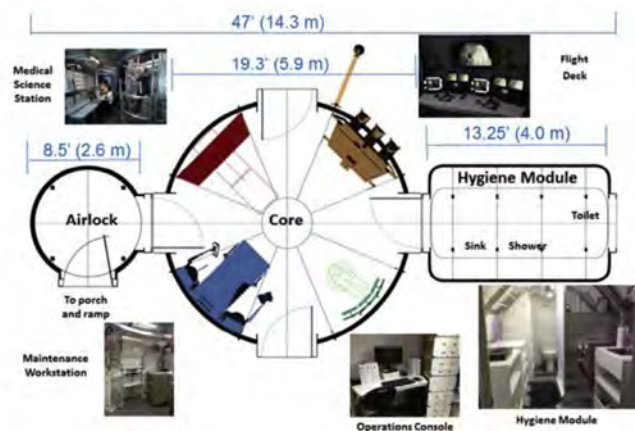 47' (14.3 m)
Medical
Science
Station
19.3' (5.9 m)
Flight
Deck
8.5' (2.6 m)
13.25' (4.0 m)
Hygiene Module
Airlock
Core
Toilet
Sink
Shower
To porch
and ramp
Maintenance
Workstation
Operations Console
Hygiene Module